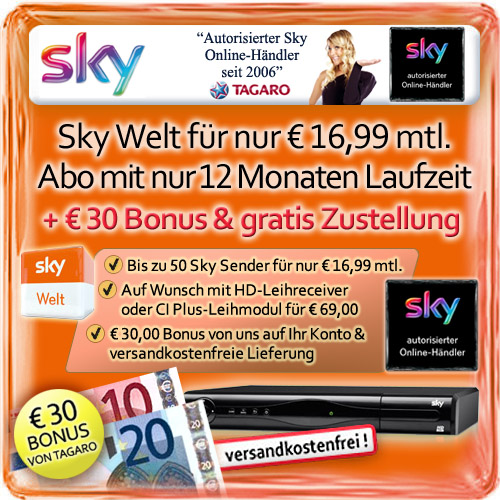 sky
“Autorisierter Sky
Online-Händler
seit 2006”
TAGARO
sky
autorisierter
Online-Händler
Sky Welt für nur € 16,99 mtl.
Abo mit nur 12 Monaten Laufzeit
+ € 30 Bonus & gratis Zustellung
sky
Welt
Bis zu 50 Sky Sender für nur € 16,99 mtl.
Auf Wunsch mit HD-Leihreceiver
oder CI Plus-Leihmodul für € 69,00
€ 30,00 Bonus von uns auf Ihr Konto &
versandkostenfreie Lieferung
sky
autorisierter
Online-Händler
€ 30
BONUS
VON TAGARO
10
20
sky
versandkostenfrei !